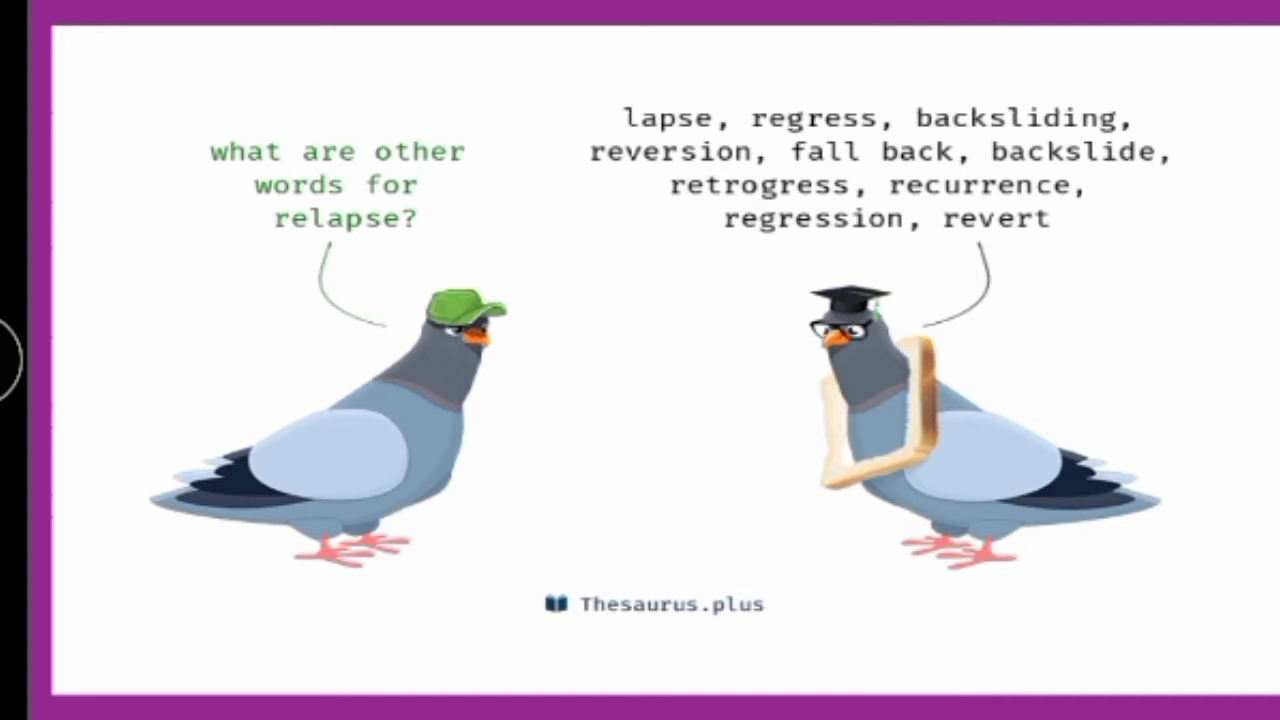 what are other
words for
relapse?
lapse, regress, backsliding,
reversion, fall back, backslide,
retrogress, recurrence,
regression, revert
Thesaurus.plus